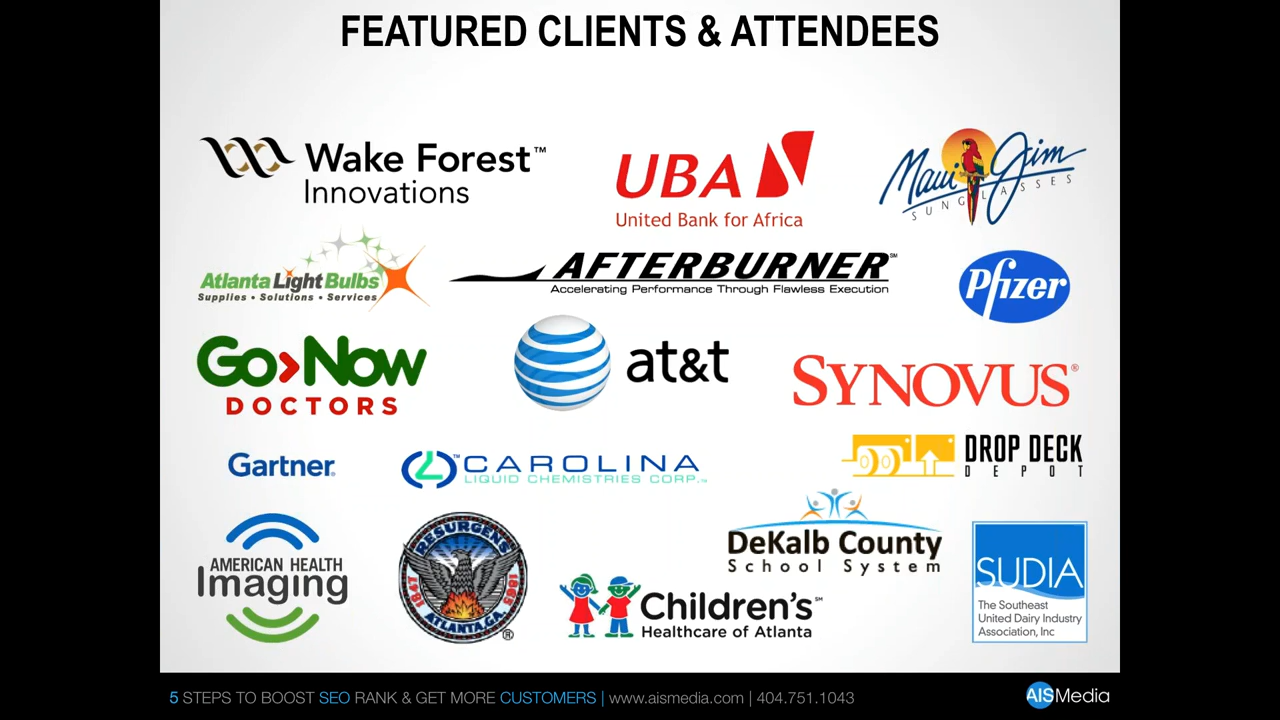 FEATURED CLIENTS & ATTENDEES
Wake Forest™
Innovations
UBA
United Bank for Africa
Maui Jim
SUNGLASSES
Atlanta Light Bulbs
Supplies • Solutions • Services
AFTERBURNER℠
Accelerating Performance Through Flawless Execution
Pfizer
Go>Now
DOCTORS
at&t
SYNOVUS®
Gartner®
CAROLINA
LIQUID CHEMISTRIES CORP.™
DROP DECK
DEPOT
AMERICAN HEALTH
Imaging
RESURGENS
1847 1865
ATLANTA, GA.
®
Children's℠
Healthcare of Atlanta
DeKalb County
School System
SUDIA
The Southeast
United Dairy Industry
Association, Inc
5 STEPS TO BOOST SEO RANK & GET MORE CUSTOMERS | www.aismedia.com | 404.751.1043
AISMedia